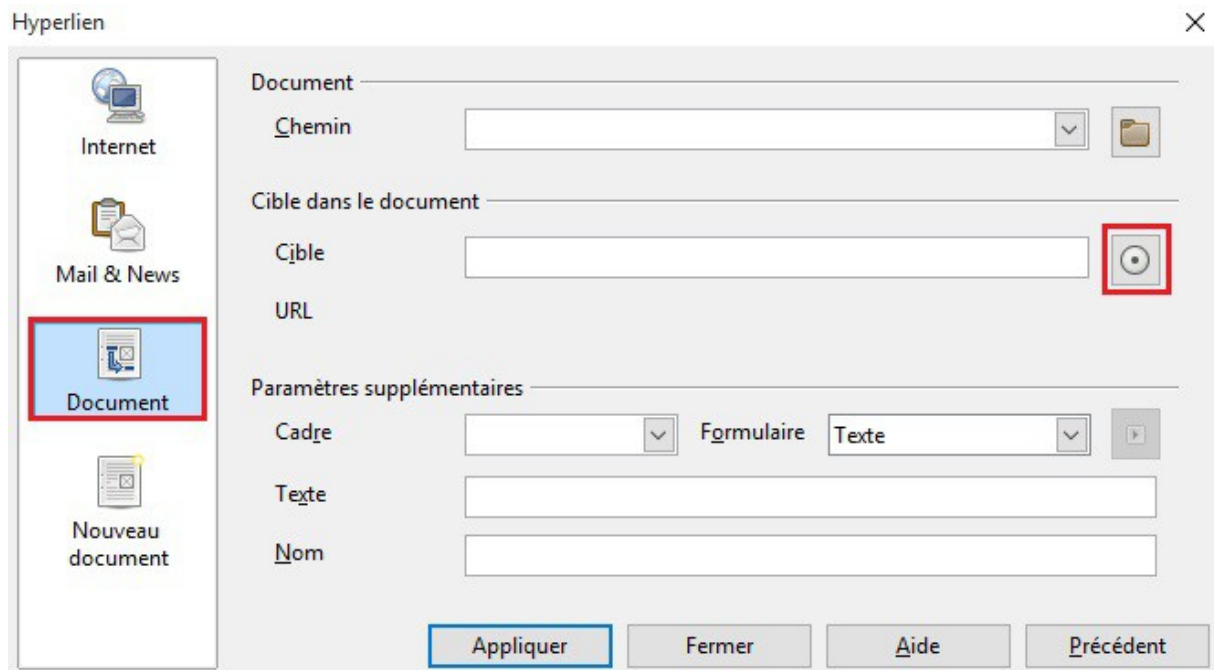 Hyperlien
Internet
Mail & News
Document
Nouveau
document
Document
Chemin
Cible dans le document
Cible
URL
Paramètres supplémentaires
Cadre
Formulaire
Texte
Texte
Nom
Appliquer
Fermer
Aide
Précédent